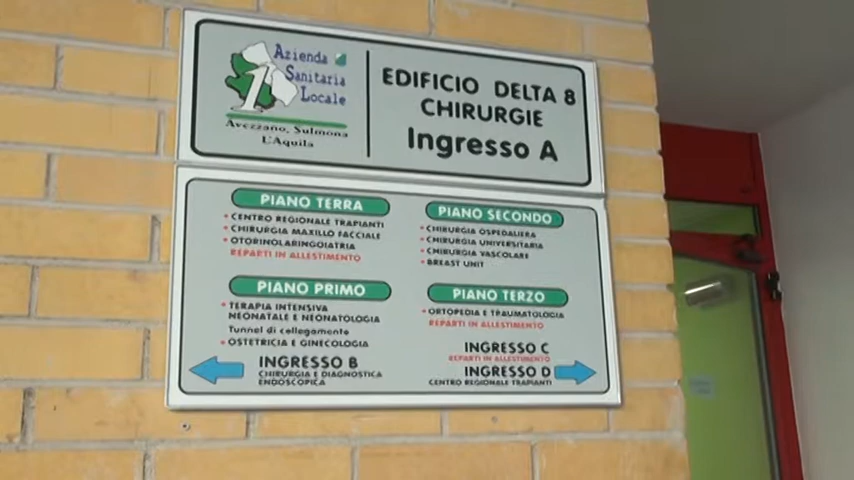 Azienda
Sanitaria
Locale
1
Avezzano, Sulmona
L'Aquila
EDIFICIO DELTA 8
CHIRURGIE
Ingresso A
PIANO TERRA
CENTRO REGIONALE TRAPIANTI
CHIRURGIA MAXILLO FACCIALE
OTORINOLARINGOIATRIA
REPARTI IN ALLESTIMENTO
PIANO PRIMO
TERAPIA INTENSIVA
NEONATALE E NEONATOLOGIA
Tunnel di collegamento
OSTETRICIA E GINECOLOGIA
INGRESSO B
CHIRURGIA E DIAGNOSTICA
ENDOSCOPICA
PIANO SECONDO
CHIRURGIA OSPEDALIERA
CHIRURGIA UNIVERSITARIA
CHIRURGIA VASCOLARE
BREAST UNIT
PIANO TERZO
ORTOPEDIA E TRAUMATOLOGIA
REPARTI IN ALLESTIMENTO
INGRESSO C
REPARTI IN ALLESTIMENTO
INGRESSO D
CENTRO REGIONALE TRAPIANTI